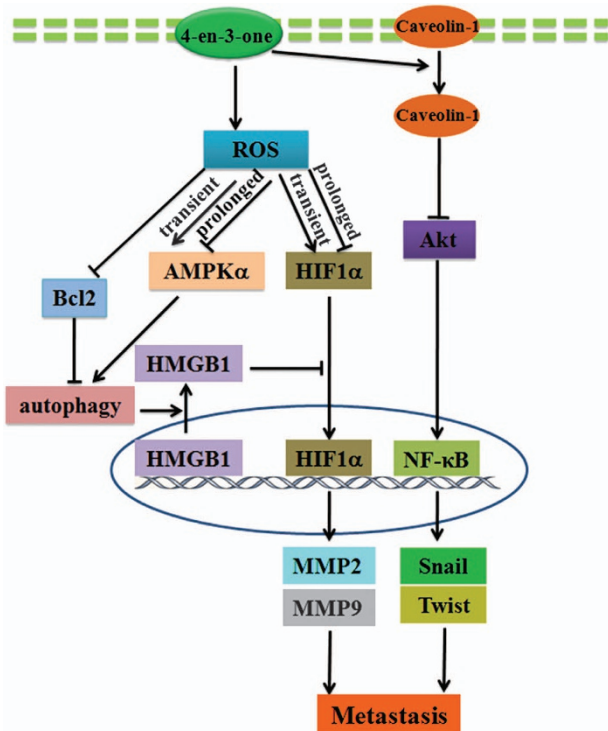 4-en-3-one
Caveolin-1
Caveolin-1
ROS
transient
prolonged
transient
prolonged
Akt
AMPKα
HIF1α
Bcl2
HMGB1
autophagy
HMGB1
HIF1α
NF-κB
MMP2
Snail
MMP9
Twist
Metastasis